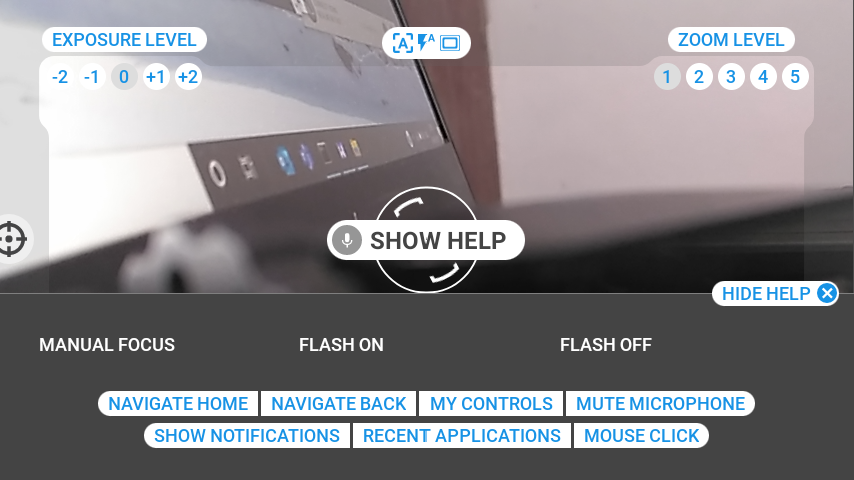 EXPOSURE LEVEL
-2 -1 0 +1 +2
A A
ZOOM LEVEL
1 2 3 4 5
SHOW HELP
HIDE HELP
MANUAL FOCUS FLASH ON FLASH OFF
NAVIGATE HOME NAVIGATE BACK MY CONTROLS MUTE MICROPHONE
SHOW NOTIFICATIONS RECENT APPLICATIONS MOUSE CLICK